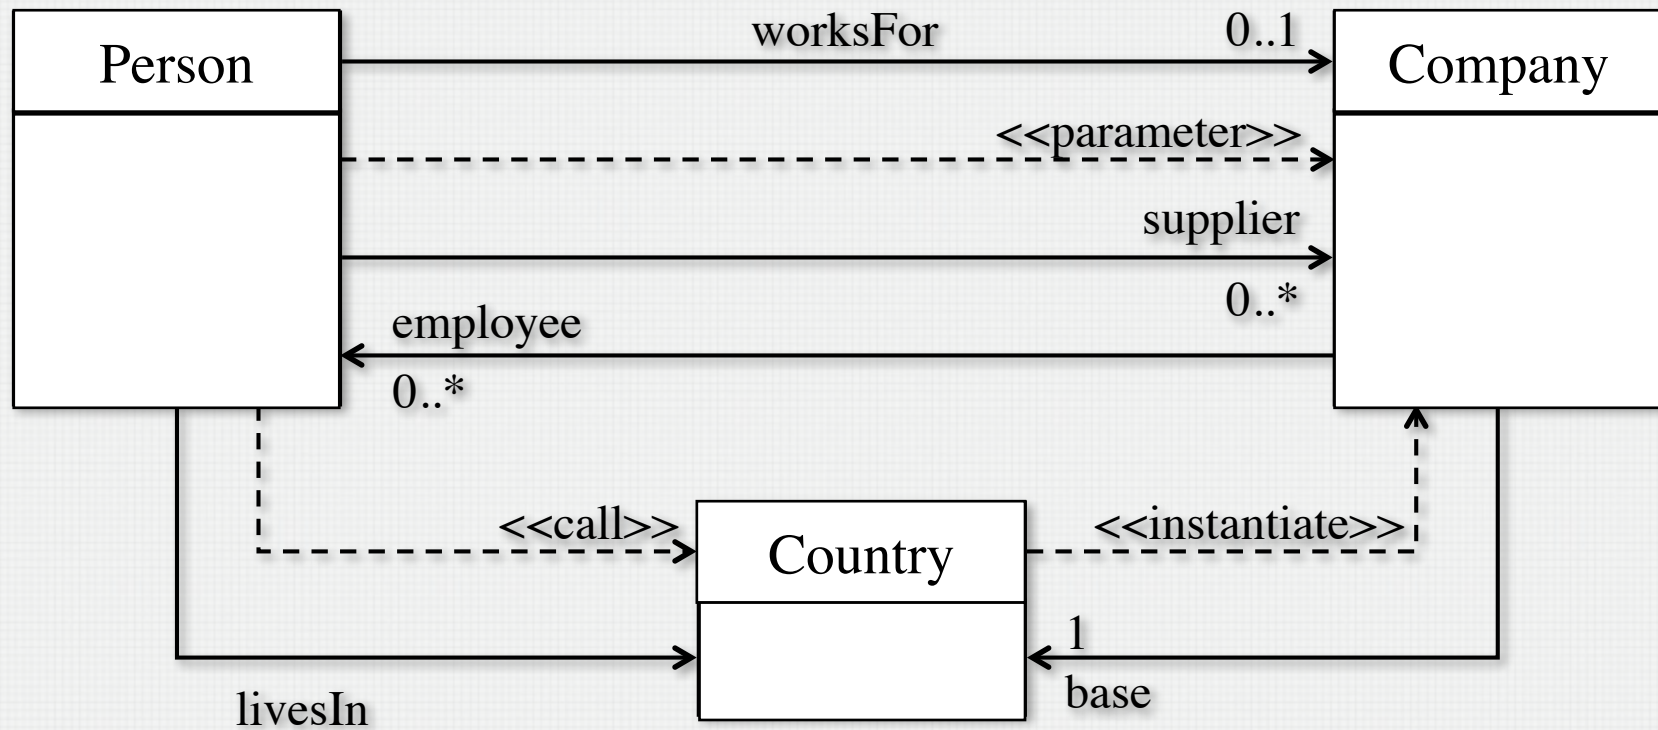 worksFor
0..1
Person
Company
<<parameter>>
supplier
0..*
employee
0..*
<<call>>
<<instantiate>>
Country
1
base
livesIn